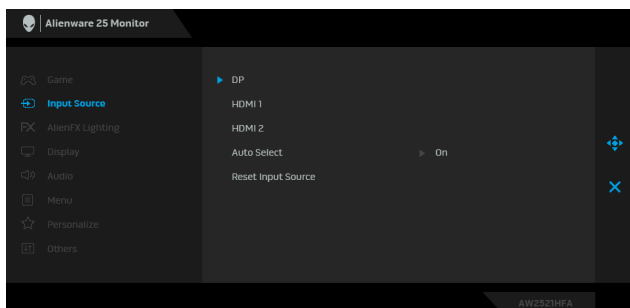 Alienware 25 Monitor
Game
Input Source
FX AlienFX Lighting
Display
Audio
Menu
Personalize
Others
DP
HDMI 1
HDMI 2
Auto Select On
Reset Input Source
AW2521HFA